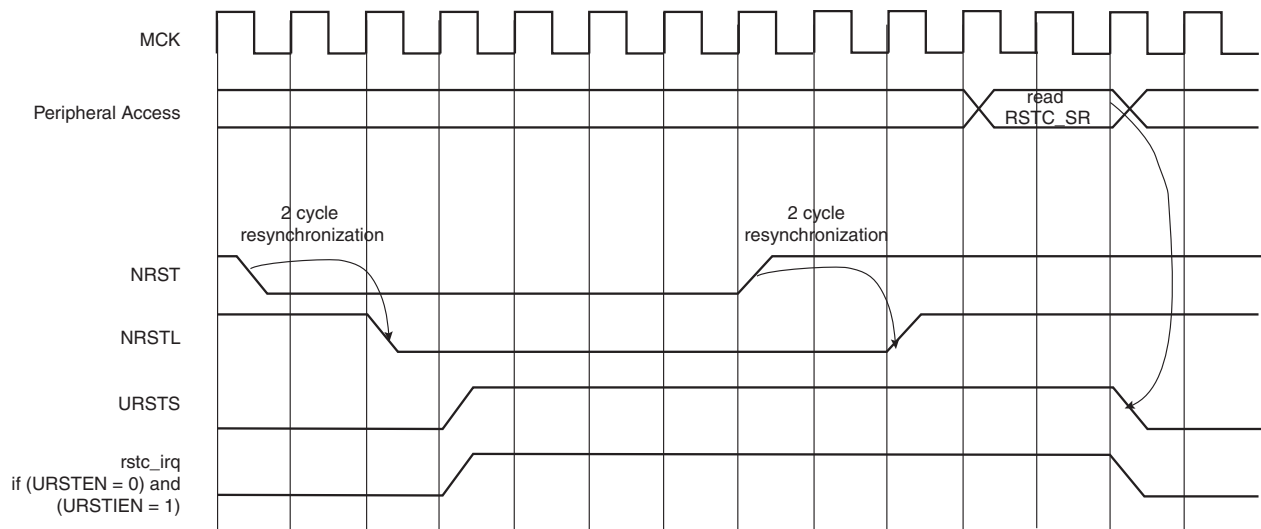 MCK
Peripheral Access
read
RSTC_SR
2 cycle
resynchronization
2 cycle
resynchronization
NRST
NRSTL
URSTS
rstc_irq
if (URSTEN = 0) and
(URSTIEN = 1)